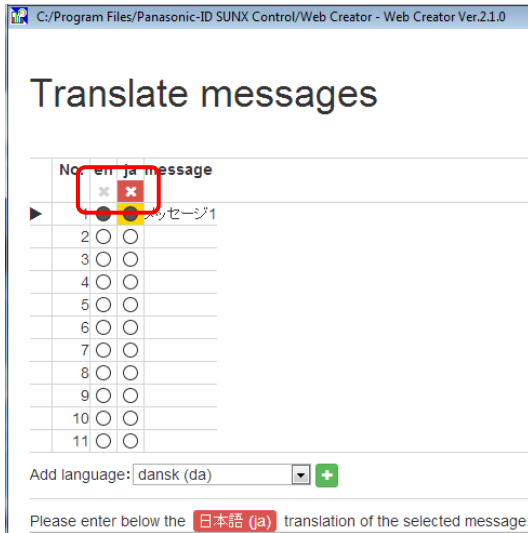 C:/Program Files/Panasonic-ID SUNX Control/Web Creator - Web Creator Ver.2.1.0
Translate messages
No. en ja message
1 メッセージ1
2
3
4
5
6
7
8
9
10
11
Add language: dansk (da)
Please enter below the 日本語 (ja) translation of the selected message